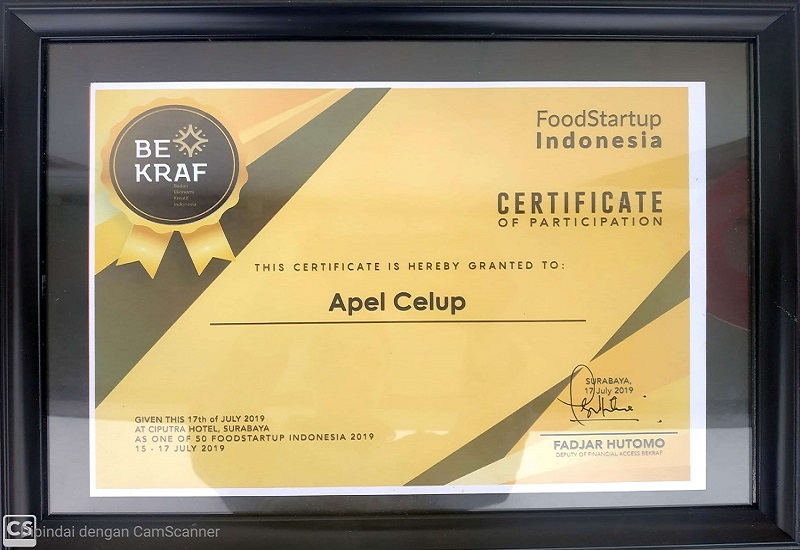 BE
KRAF
Badan
Ekonomi
Kreatif
Indonesia
FoodStartup
Indonesia
CERTIFICATE
OF PARTICIPATION
THIS CERTIFICATE IS HEREBY GRANTED TO:
Apel Celup
GIVEN THIS 17th of JULY 2019
AT CIPUTRA HOTEL, SURABAYA
AS ONE OF 50 FOODSTARTUP INDONESIA 2019
15 - 17 JULY 2019
SURABAYA,
17 July 2019
FADJAR HUTOMO
DEPUTY OF FINANCIAL ACCESS BEKRAF
CS Dipindai dengan CamScanner